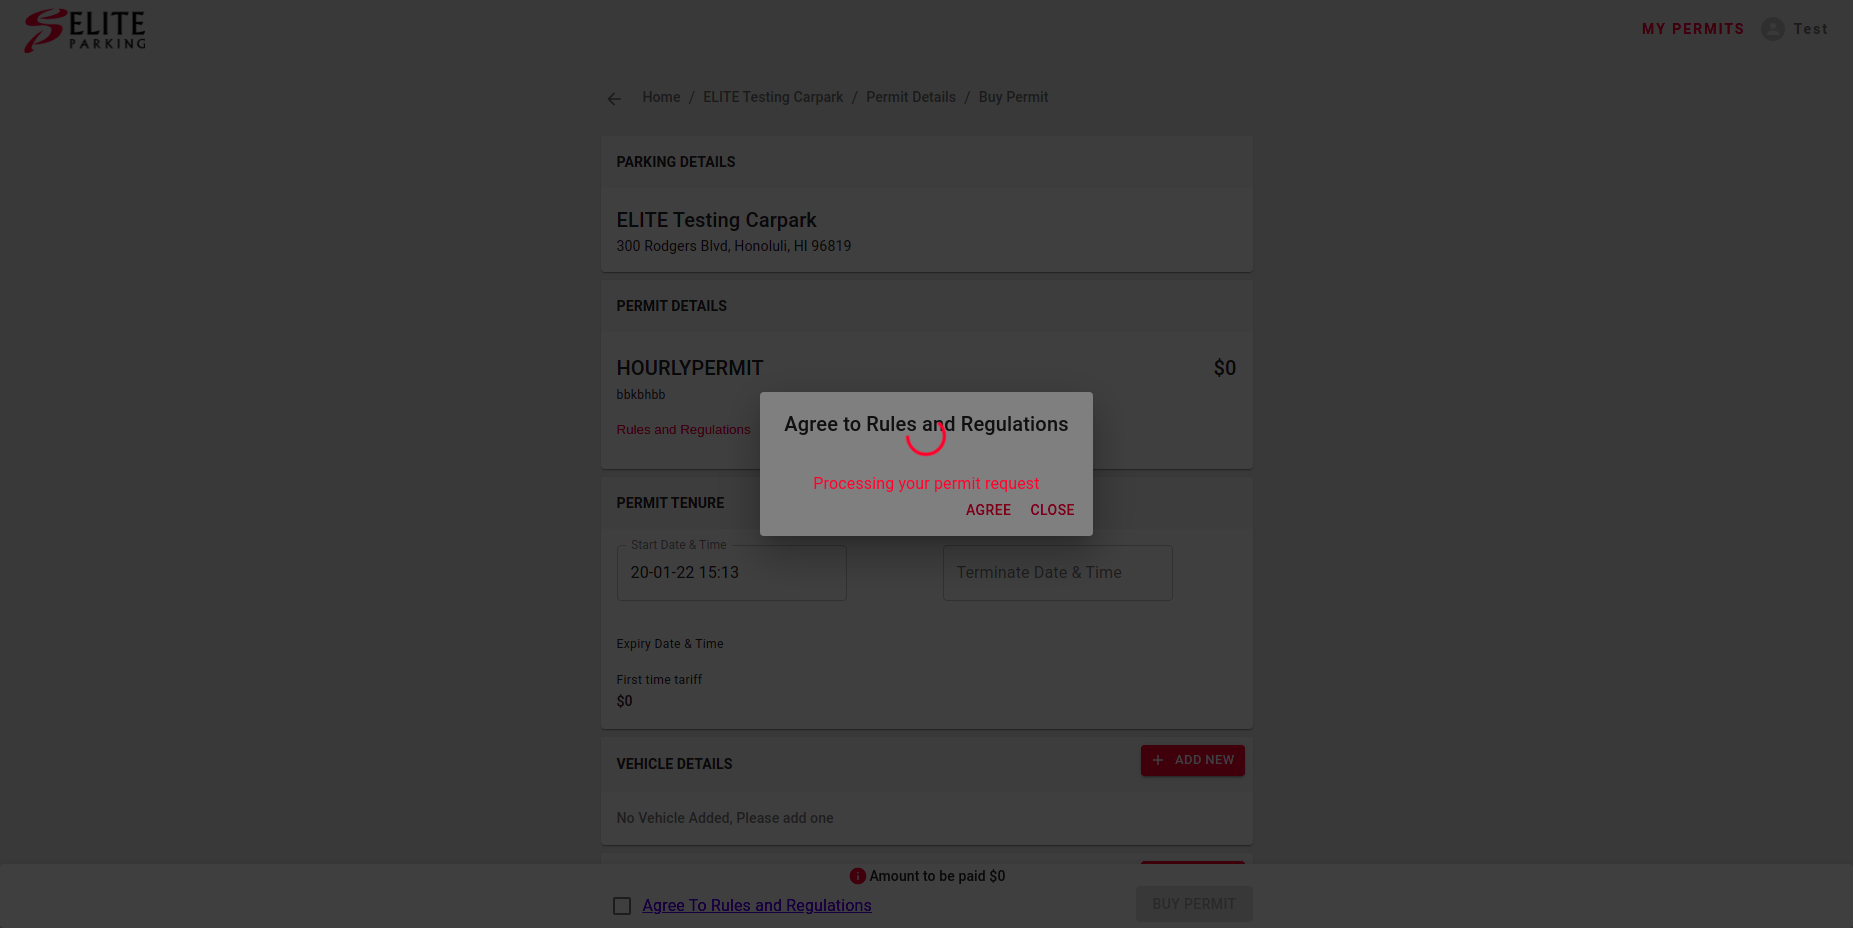 ELITE
PARKING
MY PERMITS
Test
Home / ELITE Testing Carpark / Permit Details / Buy Permit
PARKING DETAILS
ELITE Testing Carpark
300 Rodgers Blvd, Honoluli, HI 96819
PERMIT DETAILS
HOURLYPERMIT
$0
bbkbhbb
Rules and Regulations
Agree to Rules and Regulations
Processing your permit request
AGREE CLOSE
PERMIT TENURE
Start Date & Time
20-01-22 15:13
Terminate Date & Time
Expiry Date & Time
First time tariff
$0
VEHICLE DETAILS
+ ADD NEW
No Vehicle Added, Please add one
Amount to be paid $0
Agree To Rules and Regulations
BUY PERMIT